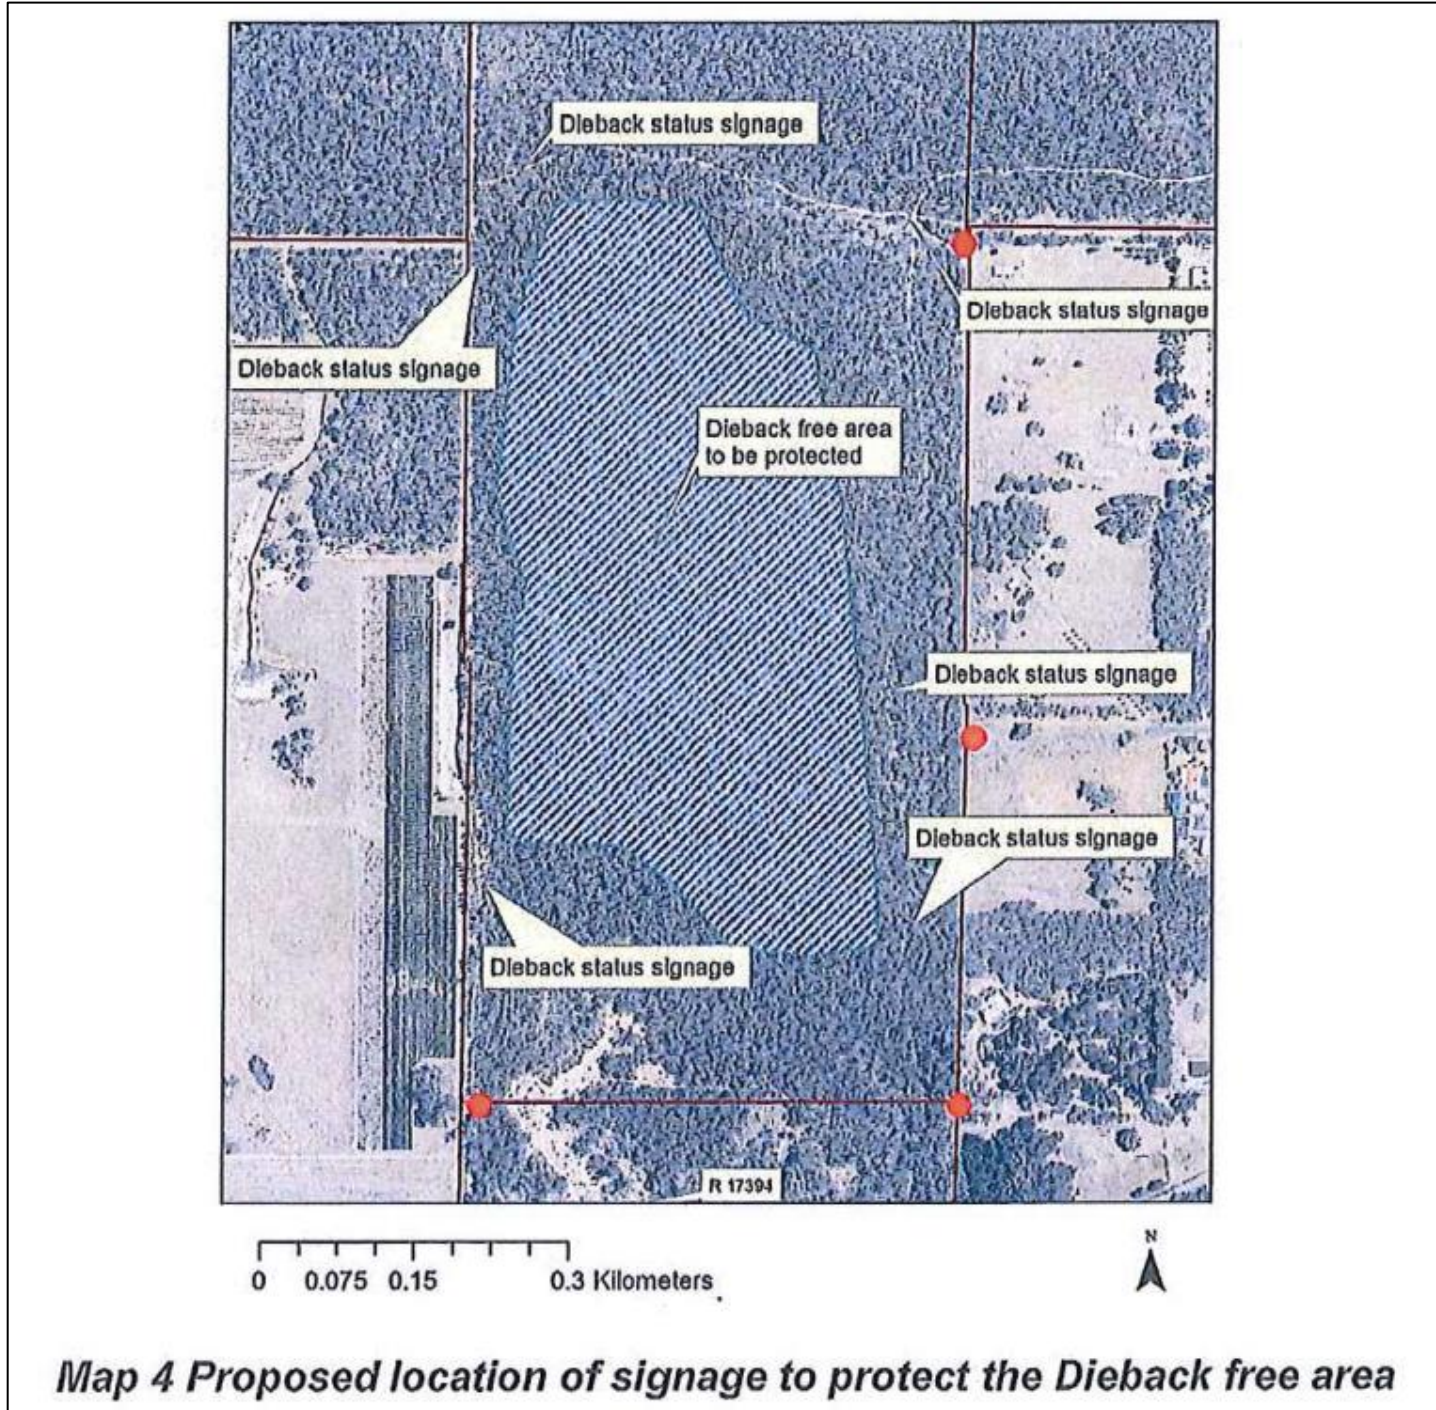 Dieback status signage
Dieback status signage
Dieback status signage
Dieback free area
to be protected
Dieback status signage
Dieback status signage
Dieback status signage
R 17394
N
0 0.075 0.15 0.3 Kilometers
Map 4 Proposed location of signage to protect the Dieback free area